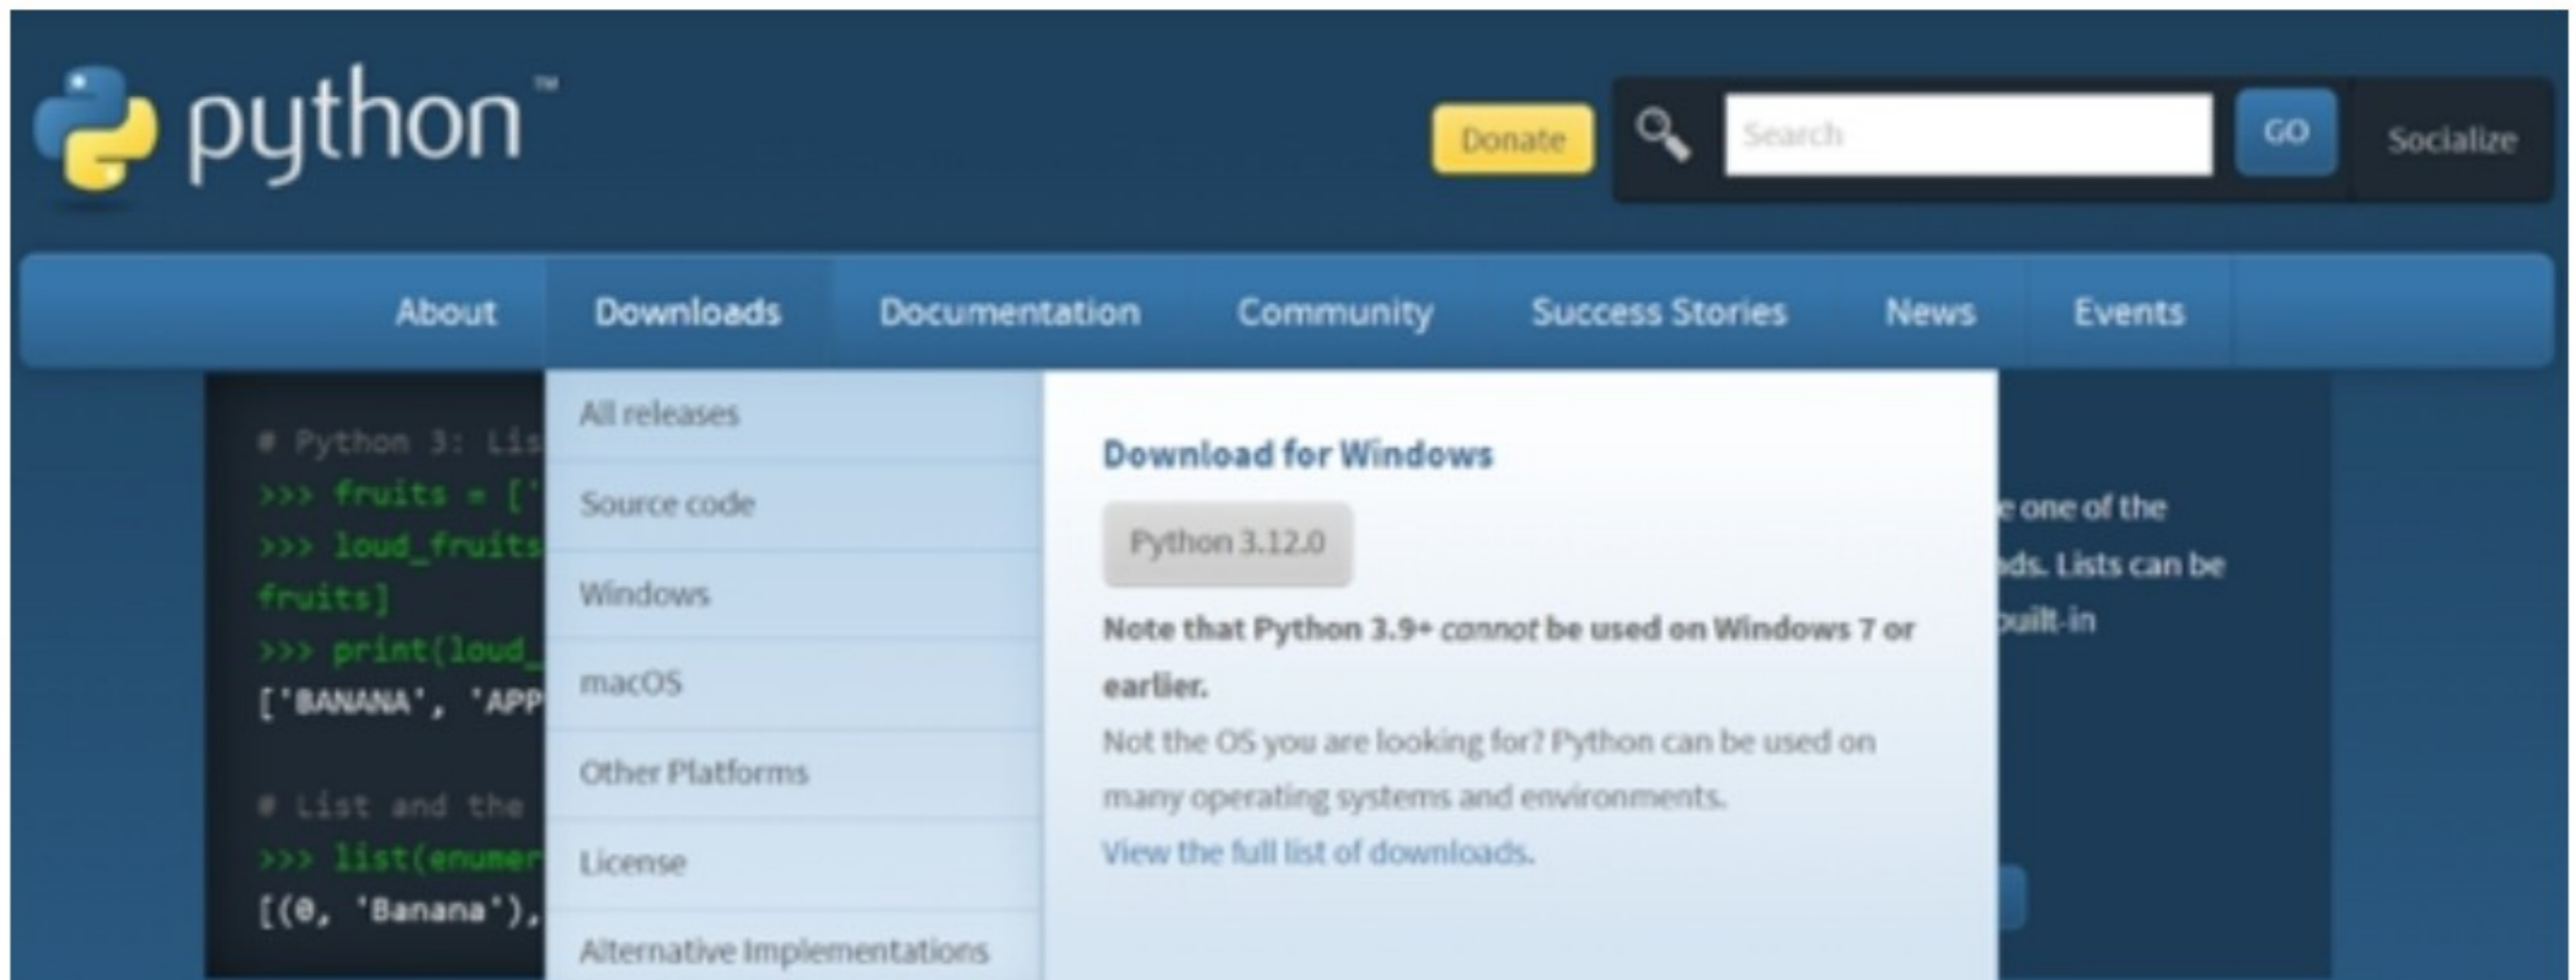 python™
Donate
Search
GO
Socialize
About
Downloads
Documentation
Community
Success Stories
News
Events
# Python 3: Lis
>>> fruits = ['
>>> loud_fruits
fruits]
>>> print(loud_
['BANANA', 'APP
# List and the
>>> list(enumer
[(0, 'Banana'),
All releases
Source code
Windows
macOS
Other Platforms
License
Alternative Implementations
Download for Windows
Python 3.12.0
Note that Python 3.9+ cannot be used on Windows 7 or
earlier.
Not the OS you are looking for? Python can be used on
many operating systems and environments.
View the full list of downloads.
e one of the
ds. Lists can be
built-in